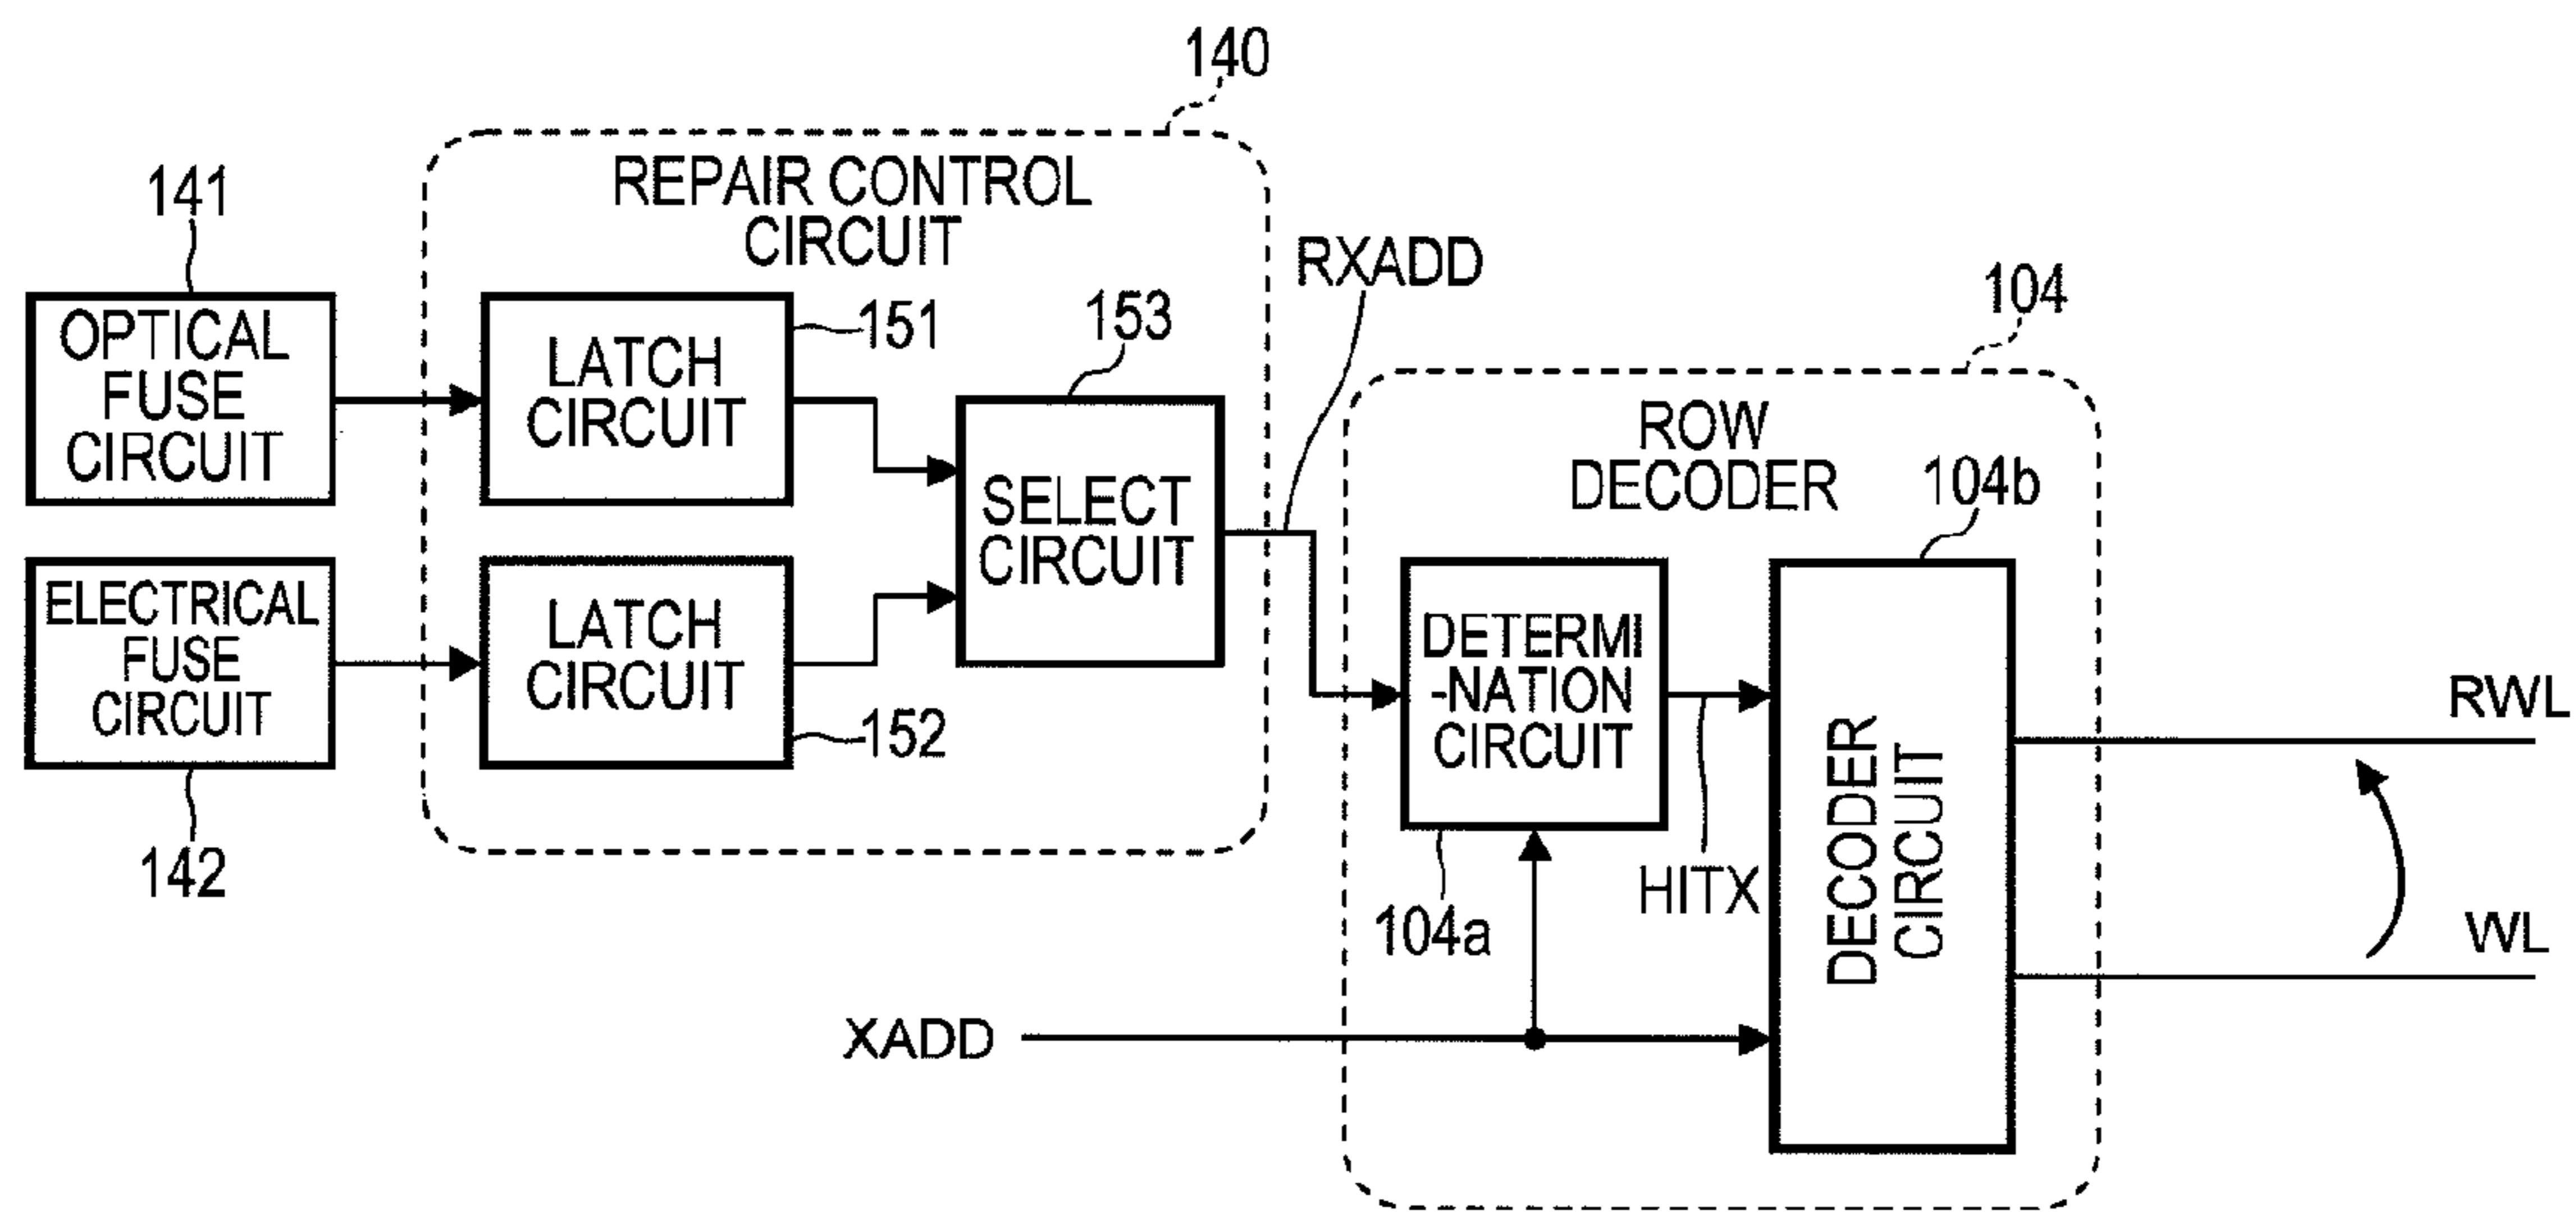 140
REPAIR CONTROL
CIRCUIT
141
OPTICAL
FUSE
CIRCUIT
LATCH
CIRCUIT
151
153
SELECT
CIRCUIT
RXADD
ELECTRICAL
FUSE
CIRCUIT
142
LATCH
CIRCUIT
152
104
ROW
DECODER
104b
DETERMI
-NATION
CIRCUIT
104a
HITX
DECODER
CIRCUIT
XADD
RWL
WL